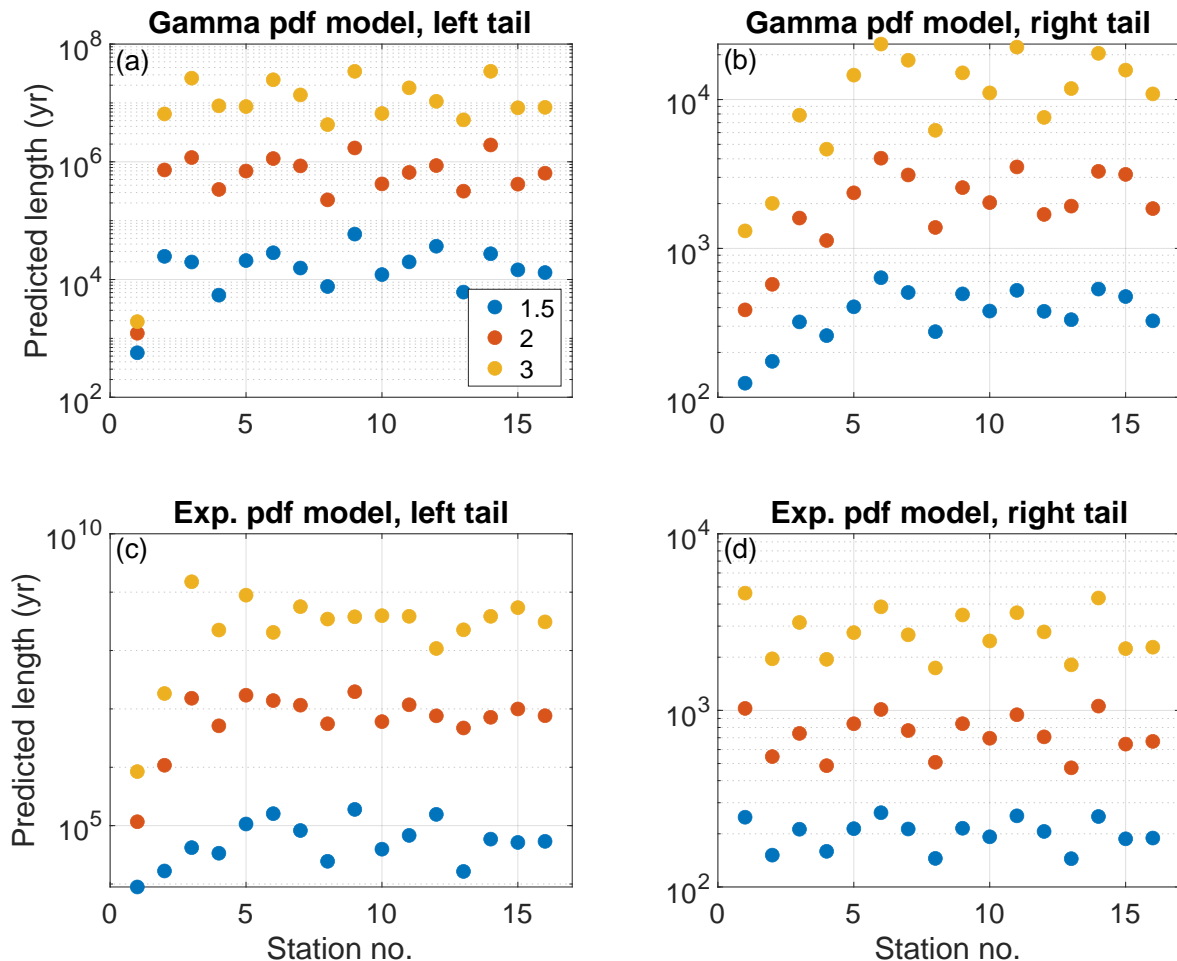 Gamma pdf model, left tail
(a)
10^8
10^6
10^4
10^2
Predicted length (yr)
0 5 10 15
1.5
2
3
Gamma pdf model, right tail
(b)
10^4
10^3
10^2
0 5 10 15
Exp. pdf model, left tail
(c)
10^10
10^5
Predicted length (yr)
0 5 10 15
Station no.
Exp. pdf model, right tail
(d)
10^4
10^3
10^2
0 5 10 15
Station no.